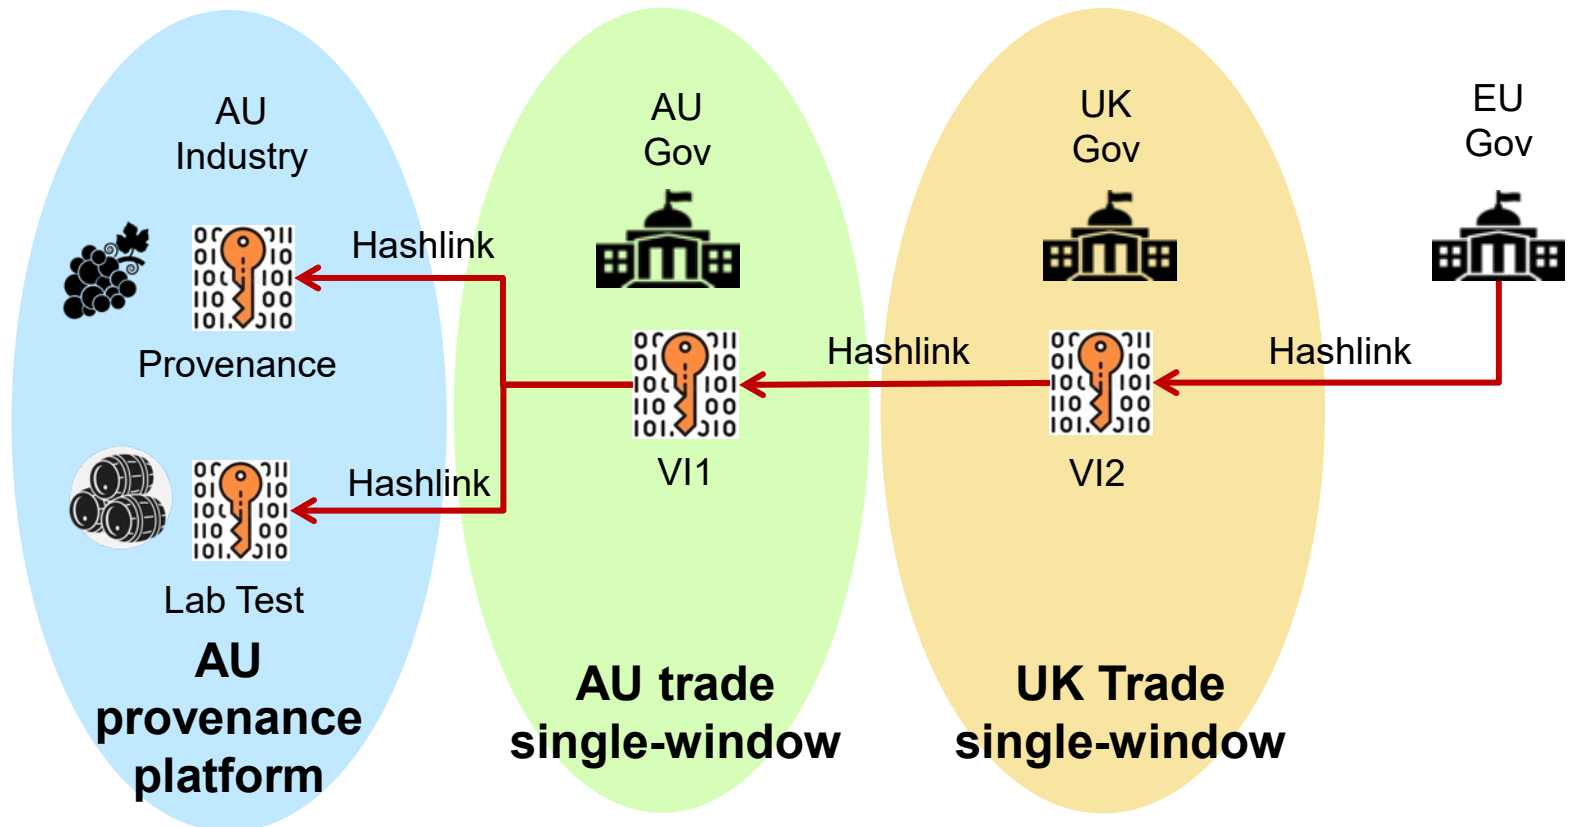 AU
Industry
Hashlink
Provenance
Hashlink
Lab Test
AU
provenance
platform
AU
Gov
VI1
Hashlink
AU trade
single-window
UK
Gov
VI2
Hashlink
UK Trade
single-window
EU
Gov